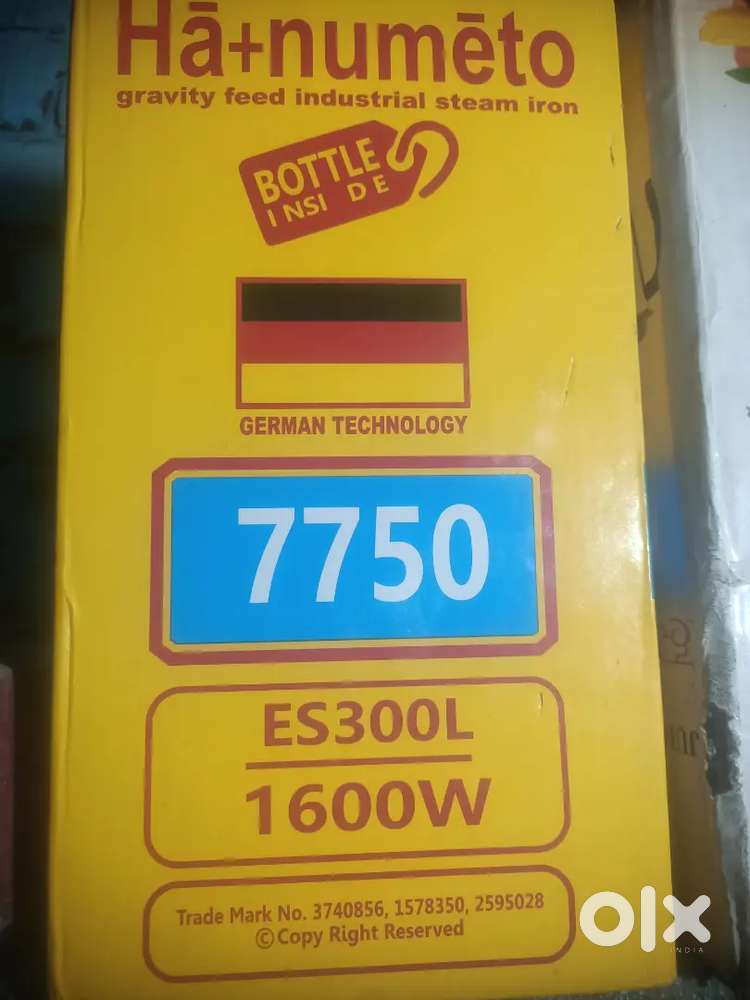 Hā+numēto
gravity feed industrial steam iron
BOTTLE
INSI DE
GERMAN TECHNOLOGY
7750
ES300L
1600W
Trade Mark No. 3740856, 1578350, 2595028
© Copy Right Reserved
olx
INDIA